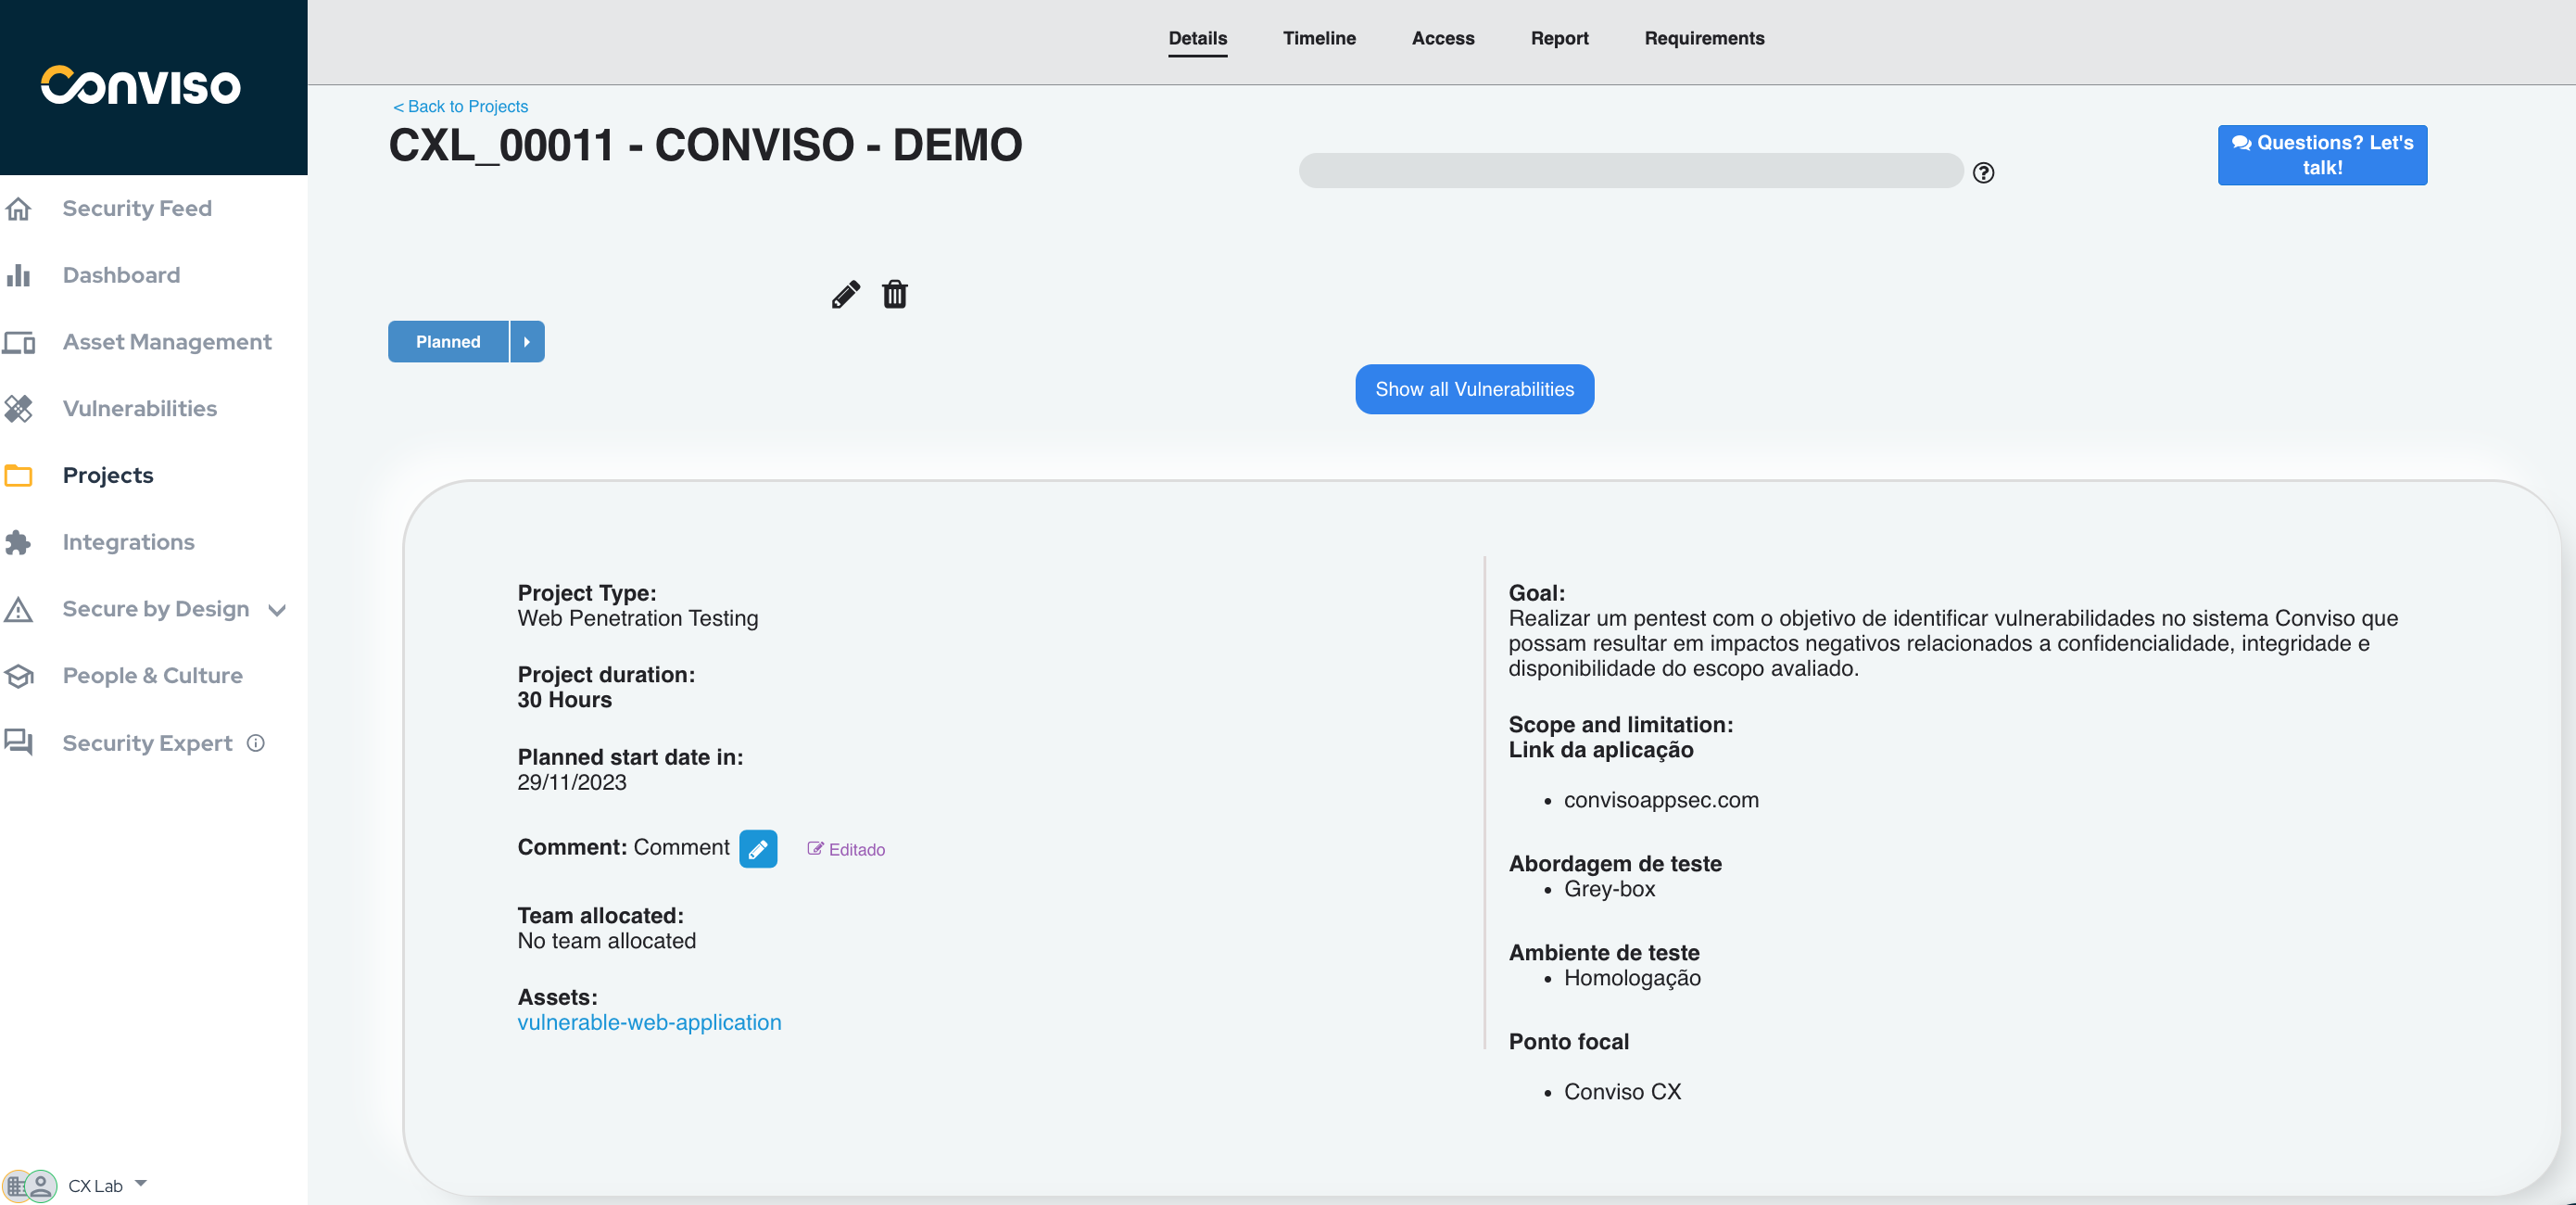 Conviso
Details
Timeline
Access
Report
Requirements
< Back to Projects
CXL_00011 - CONVISO - DEMO
Questions? Let's
talk!
Security Feed
Dashboard
Asset Management
Vulnerabilities
Projects
Integrations
Secure by Design
People & Culture
Security Expert
CX Lab
Planned
Show all Vulnerabilities
Project Type:
Web Penetration Testing
Project duration:
30 Hours
Planned start date in:
29/11/2023
Comment: Comment
Editado
Team allocated:
No team allocated
Assets:
vulnerable-web-application
Goal:
Realizar um pentest com o objetivo de identificar vulnerabilidades no sistema Conviso que
possam resultar em impactos negativos relacionados a confidencialidade, integridade e
disponibilidade do escopo avaliado.
Scope and limitation:
Link da aplicação
• convisoappsec.com
Abordagem de teste
• Grey-box
Ambiente de teste
• Homologação
Ponto focal
• Conviso CX